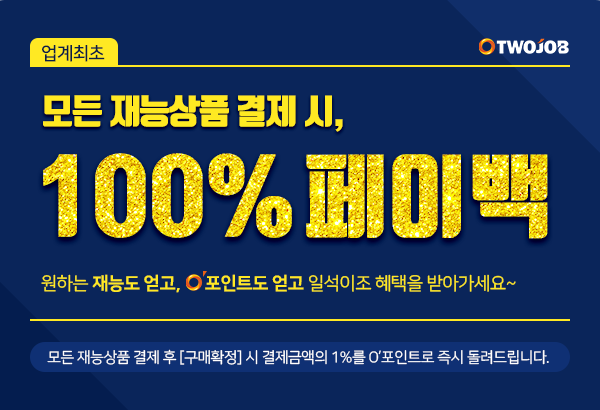 업계최초
OTWOJOB
모든 재능상품 결제 시,
100% 페이백
원하는 재능도 얻고, O'포인트도 얻고 일석이조 혜택을 받아가세요~
모든 재능상품 결제 후 [구매확정] 시 결제금액의 1%를 O'포인트로 즉시 돌려드립니다.